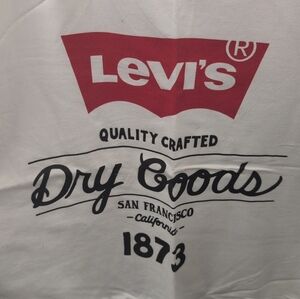 Levi's®
QUALITY CRAFTED
Dry Goods
SAN FRANCISCO
California
1873